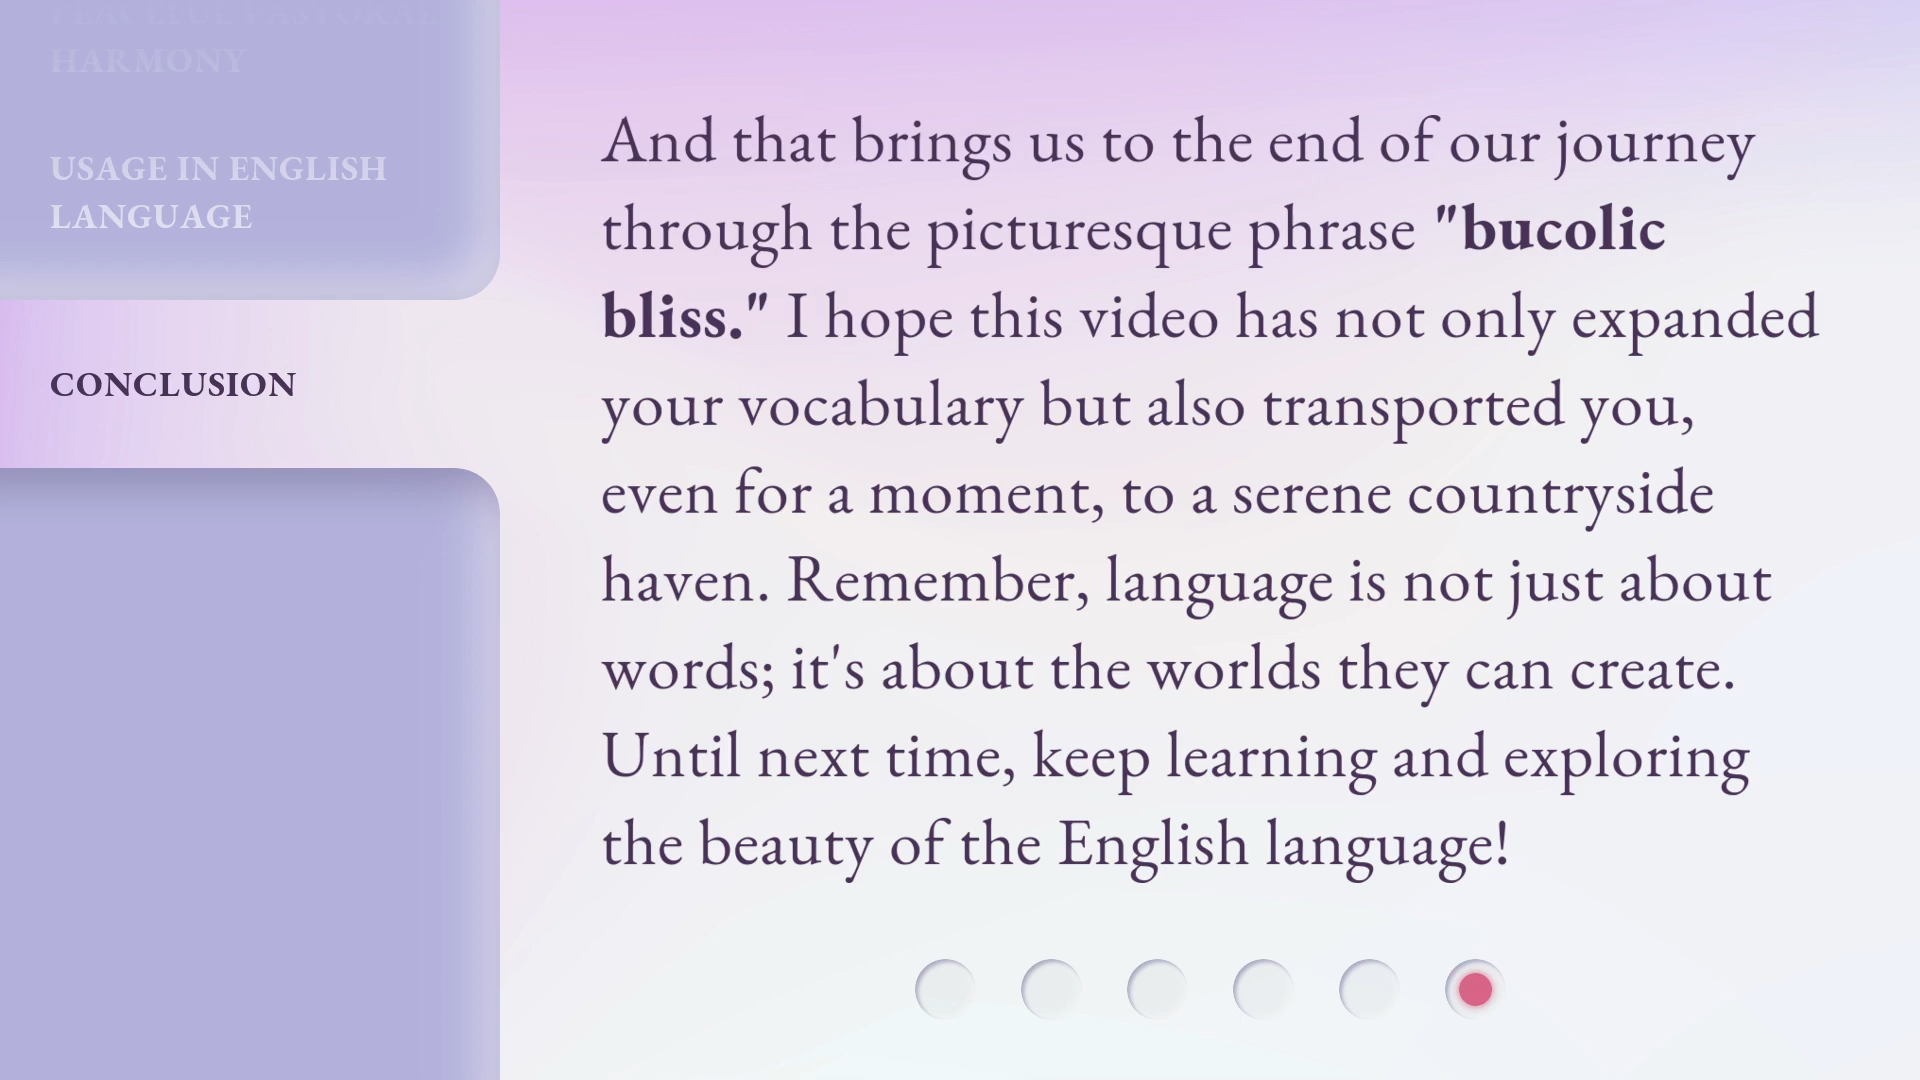 PEACEFUL PASTORAL
HARMONY
USAGE IN ENGLISH
LANGUAGE
CONCLUSION
And that brings us to the end of our journey
through the picturesque phrase "bucolic
bliss." I hope this video has not only expanded
your vocabulary but also transported you,
even for a moment, to a serene countryside
haven. Remember, language is not just about
words; it's about the worlds they can create.
Until next time, keep learning and exploring
the beauty of the English language!